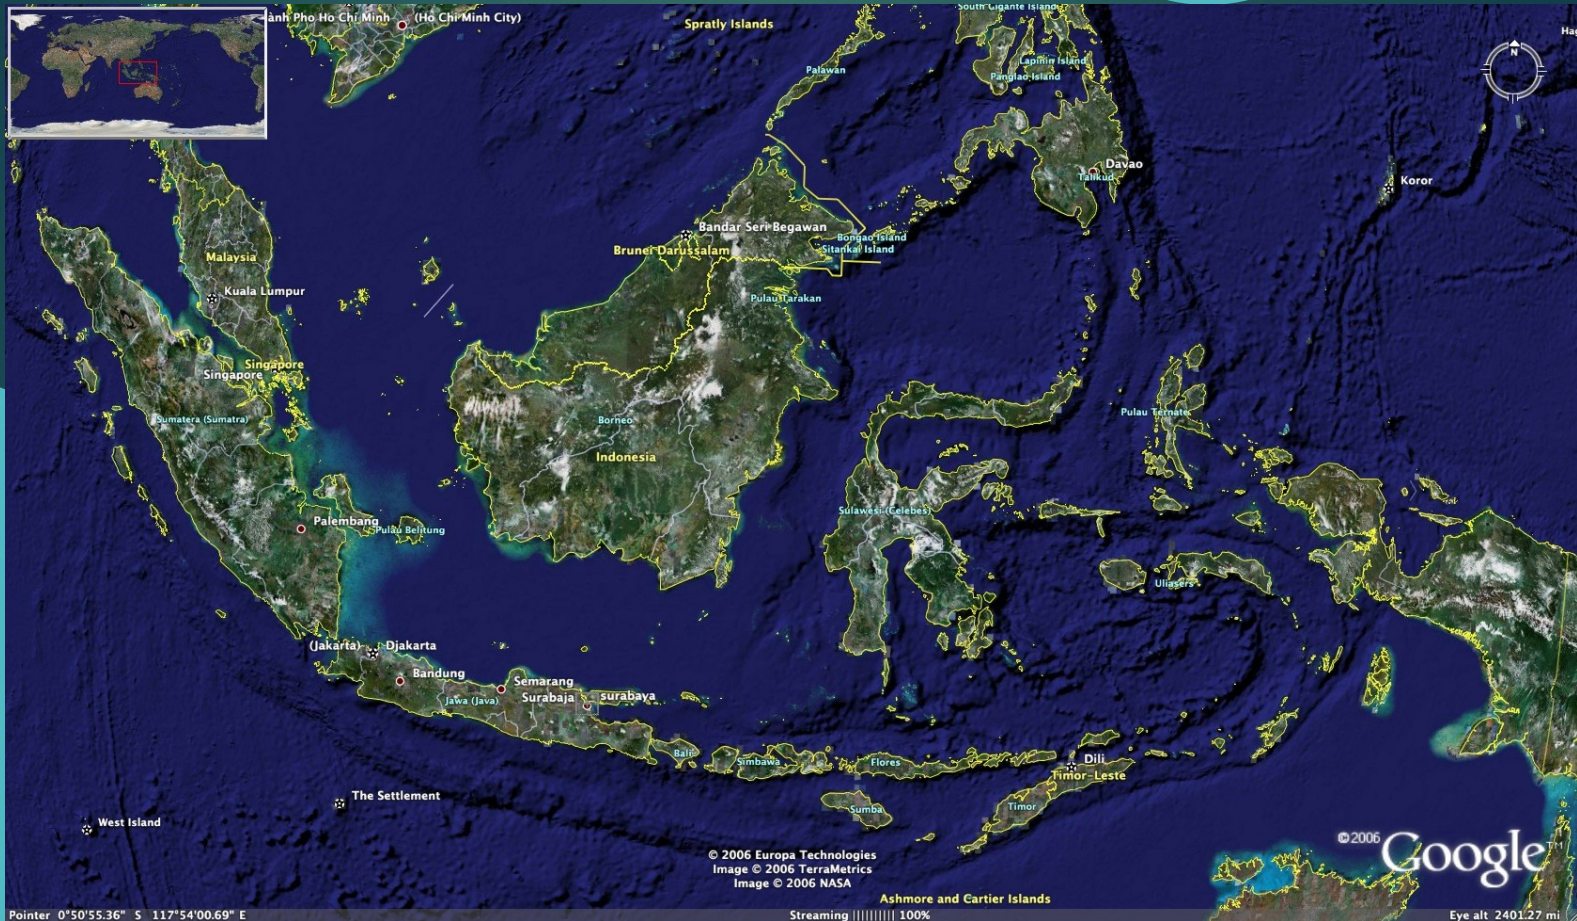 ành Pho Ho Chi Minh (Ho Chi Minh City)
Spratly Islands
South Gigante Island
Lapinin Island
Panglao Island
Palawan
N
Davao
Talikud
Koror
Bandar Seri Begawan
Brunei Darussalam
Bongao Island
Sitankai Island
Malaysia
Kuala Lumpur
Pulau Tarakan
Singapore
Singapore
Sumatera (Sumatra)
Borneo
Pulau Ternate
Indonesia
Sulawesi (Celebes)
Palembang
Pulau Belitung
Uliasers
(Jakarta) Djakarta
Bandung
Semarang
Surabaja
surabaya
Jawa (Java)
Bali
Simbawa
Flores
Dili
Timor-Leste
Sumba
Timor
The Settlement
West Island
© 2006 Europa Technologies
Image © 2006 TerraMetrics
Image © 2006 NASA
©2006 Google™
Ashmore and Cartier Islands
Pointer 0°50'55.36" S 117°54'00.69" E
Streaming |||||||||| 100%
Eye alt 2401.27 mi